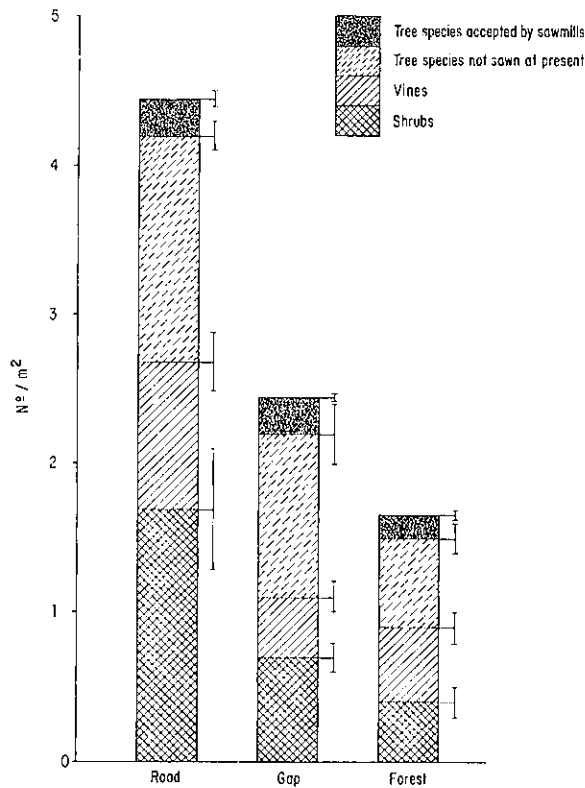 5
4
3
2
1
0
Nº/m²
Tree species accepted by sawmills
Tree species not sawn at present
Vines
Shrubs
Road
Gap
Forest